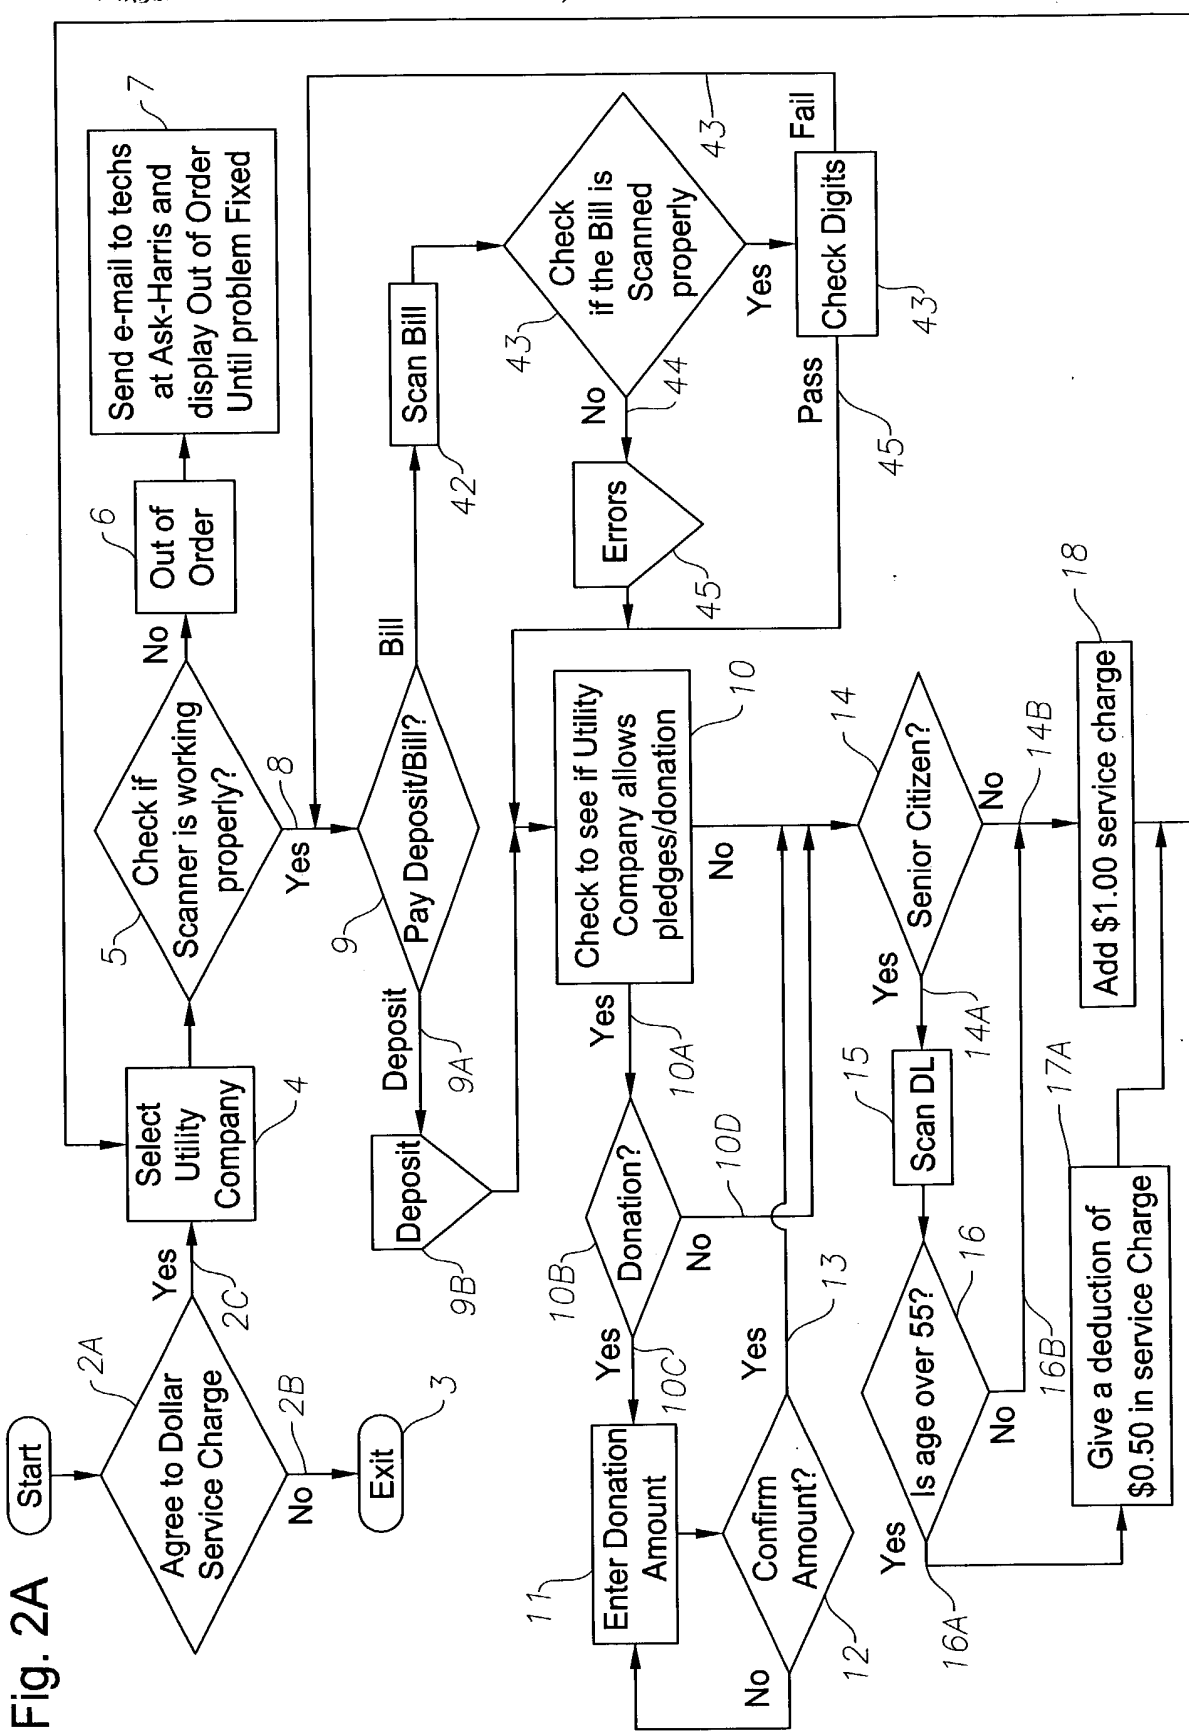 Fig. 2A
Start
2A
Agree to Dollar
Service Charge
Yes
2C
No
2B
Exit
3
Select
Utility
Company
4
5
Check if
Scanner is working
properly?
No
6
Out of
Order
7
Send e-mail to techs
at Ask-Harris and
display Out of Order
Until problem Fixed
Yes
8
9
Pay Deposit/Bill?
Deposit
9A
Deposit
9B
Bill
Scan Bill
42
43
Check
if the Bill is
Scanned
properly
No
44
Errors
45
Yes
Check Digits
43
Fail
43
Pass
45
Check to see if Utility
Company allows
pledges/donation
10
Yes
10A
No
10B
Donation?
Yes
10C
No
10D
11
Enter Donation
Amount
Confirm
Amount?
12
No
Yes
13
14
Senior Citizen?
Yes
14A
No
14B
15
Scan DL
Is age over 55?
16
Yes
16A
No
16B
17A
Give a deduction of
$0.50 in service Charge
Add $1.00 service charge
18